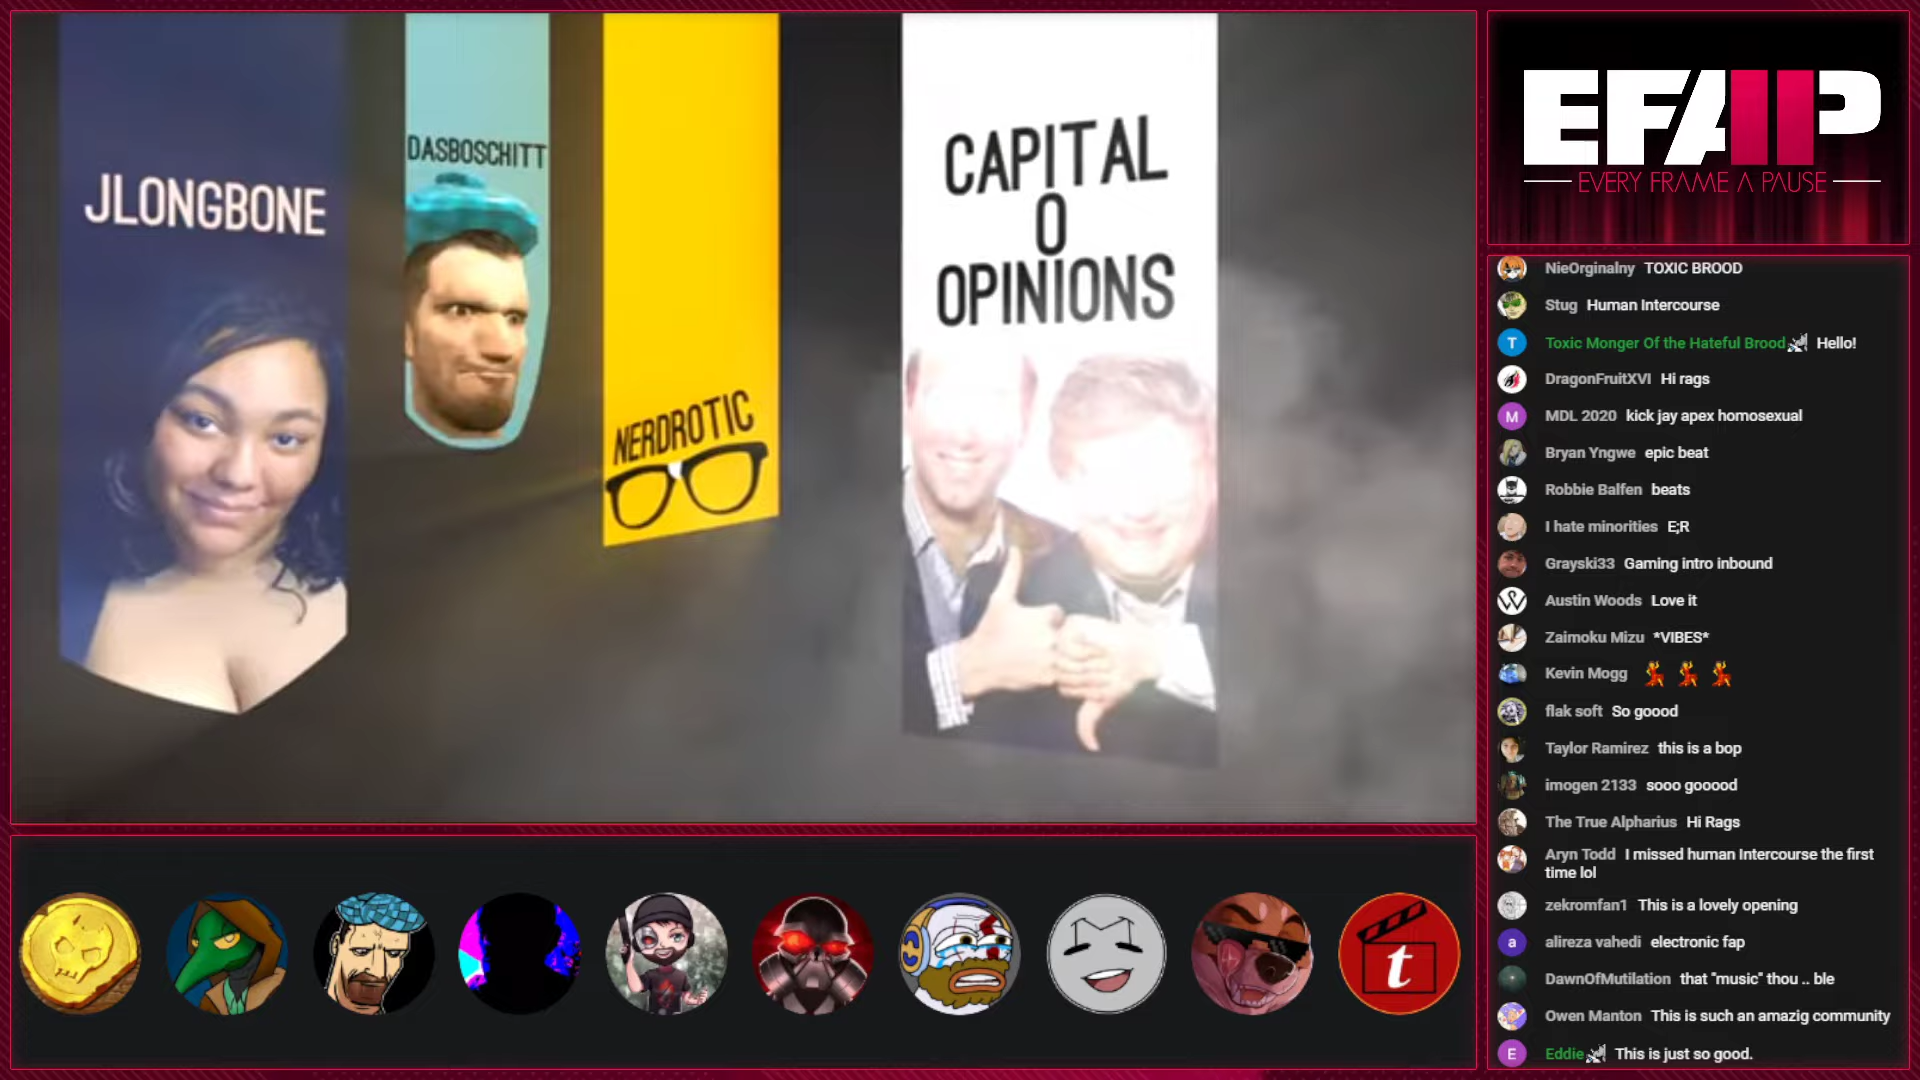 JLONGBONE
DASBOSCHITT
NERDROTIC
CAPITAL
O
OPINIONS
EFAP
EVERY FRAME A PAUSE
NieOrginalny TOXIC BROOD
Stug Human Intercourse
T Toxic Monger Of the Hateful Brood Hello!
DragonFruitXVI Hi rags
M MDL 2020 kick jay apex homosexual
Bryan Yngwe epic beat
Robbie Balfen beats
I hate minorities E;R
Grayski33 Gaming intro inbound
Austin Woods Love it
Zaimoku Mizu *VIBES*
Kevin Mogg 💃 💃 💃
flak soft So goood
Taylor Ramirez this is a bop
imogen 2133 sooo gooood
The True Alpharius Hi Rags
Aryn Todd I missed human Intercourse the first
time lol
zekromfan1 This is a lovely opening
a alireza vahedi electronic fap
DawnOfMutilation that "music" thou .. ble
Owen Manton This is such an amazig community
E Eddie This is just so good.
t